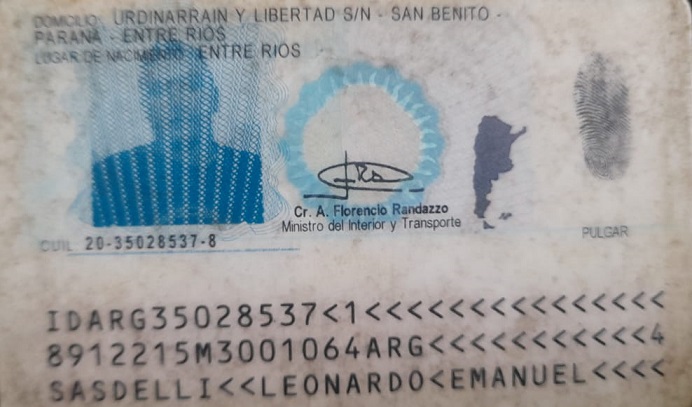 DOMICILIO: URDINARRAIN Y LIBERTAD S/N - SAN BENITO -
PARANÁ - ENTRE RIOS
LUGAR DE NACIMIENTO: ENTRE RIOS
Cr. A. Florencio Randazzo
Ministro del Interior y Transporte
CUIL 20-35028537-8
PULGAR
IDARG35028537<1<<<<<<<<<<<<<<<
8912215M3001064ARG<<<<<<<<<<<4
SASDELLI<<LEONARDO<EMANUEL<<<<